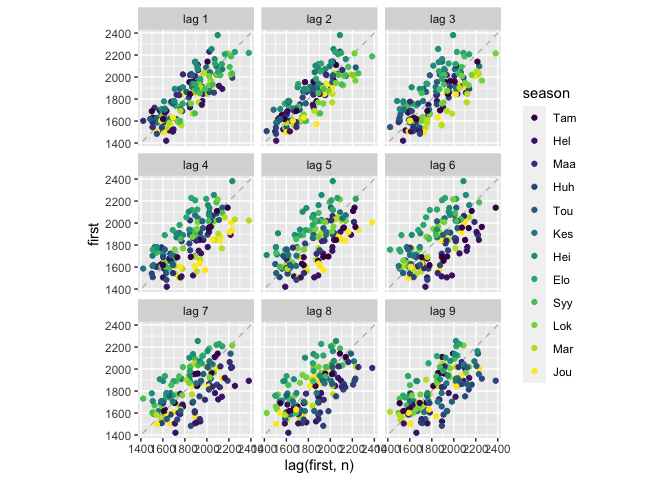 lag 1
lag 2
lag 3
2400
2200
2000
1800
1600
1400
lag 4
lag 5
lag 6
2400
2200
2000
1800
1600
1400
lag 7
lag 8
lag 9
2400
2200
2000
1800
1600
1400
1400 1600 1800 2000 2200 2400
1400 1600 1800 2000 2200 2400
1400 1600 1800 2000 2200 2400
first
lag(first, n)
season
Tam
Hel
Maa
Huh
Tou
Kes
Hei
Elo
Syy
Lok
Mar
Jou